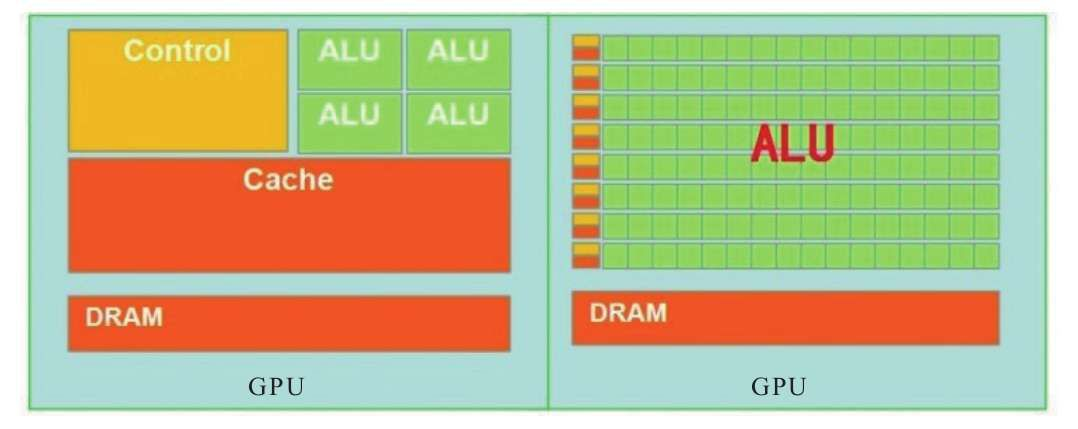 Control ALU ALU
ALU ALU
Cache
DRAM
GPU
ALU
DRAM
GPU